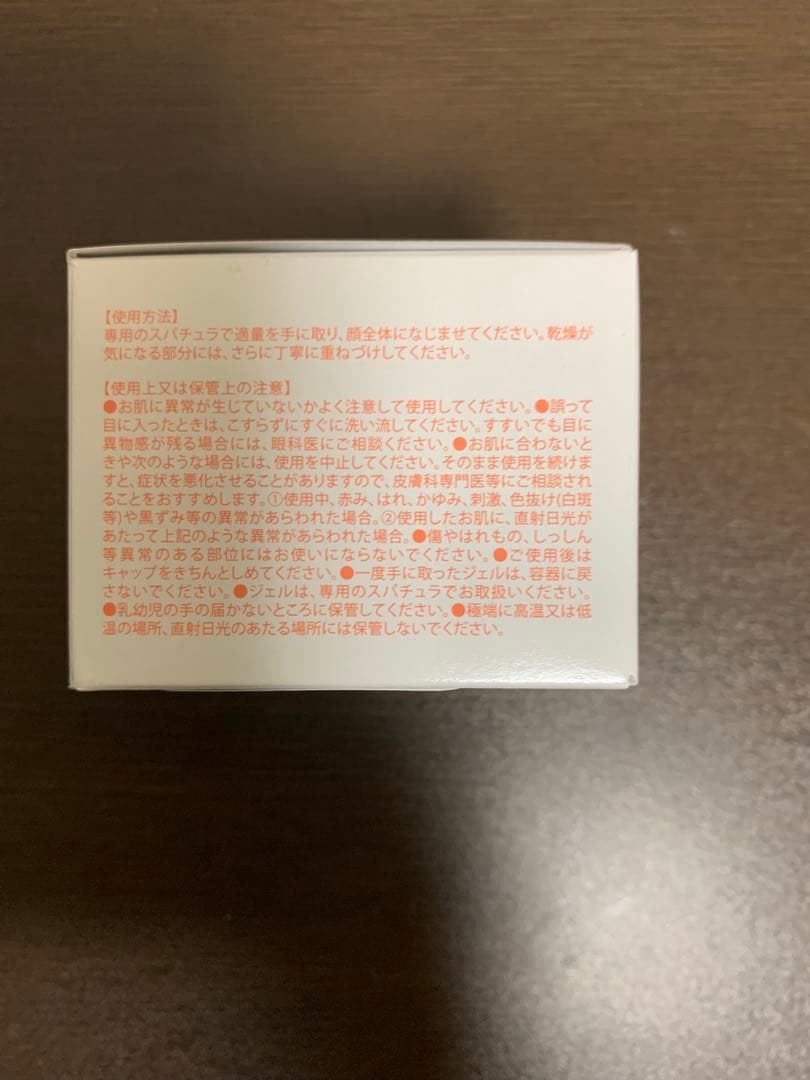 【使用方法】
専用のスパチュラで適量を手に取り、顔全体になじませてください。乾燥が
気になる部分には、さらに丁寧に重ねづけしてください。
【使用上又は保管上の注意】
●お肌に異常が生じていないかよく注意して使用してください。●誤って
目に入ったときは、こすらずにすぐに洗い流してください。すすいでも目に
異物感が残る場合には、眼科医にご相談ください。●お肌に合わないと
きや次のような場合には、使用を中止してください。そのまま使用を続けま
すと、症状を悪化させることがありますので、皮膚科専門医等にご相談され
ることをおすすめします。①使用中、赤み、はれ、かゆみ、刺激、色抜け(白斑
等)や黒ずみ等の異常があらわれた場合。②使用したお肌に、直射日光が
あたって上記のような異常があらわれた場合。●傷やはれもの、しっしん
等異常のある部位にはお使いにならないでください。●ご使用後は
キャップをきちんとしめてください。●一度手に取ったジェルは、容器に戻
さないでください。●ジェルは、専用のスパチュラでお取扱いください。
●乳幼児の手の届かないところに保管してください。●極端に高温又は低
温の場所、直射日光のあたる場所には保管しないでください。